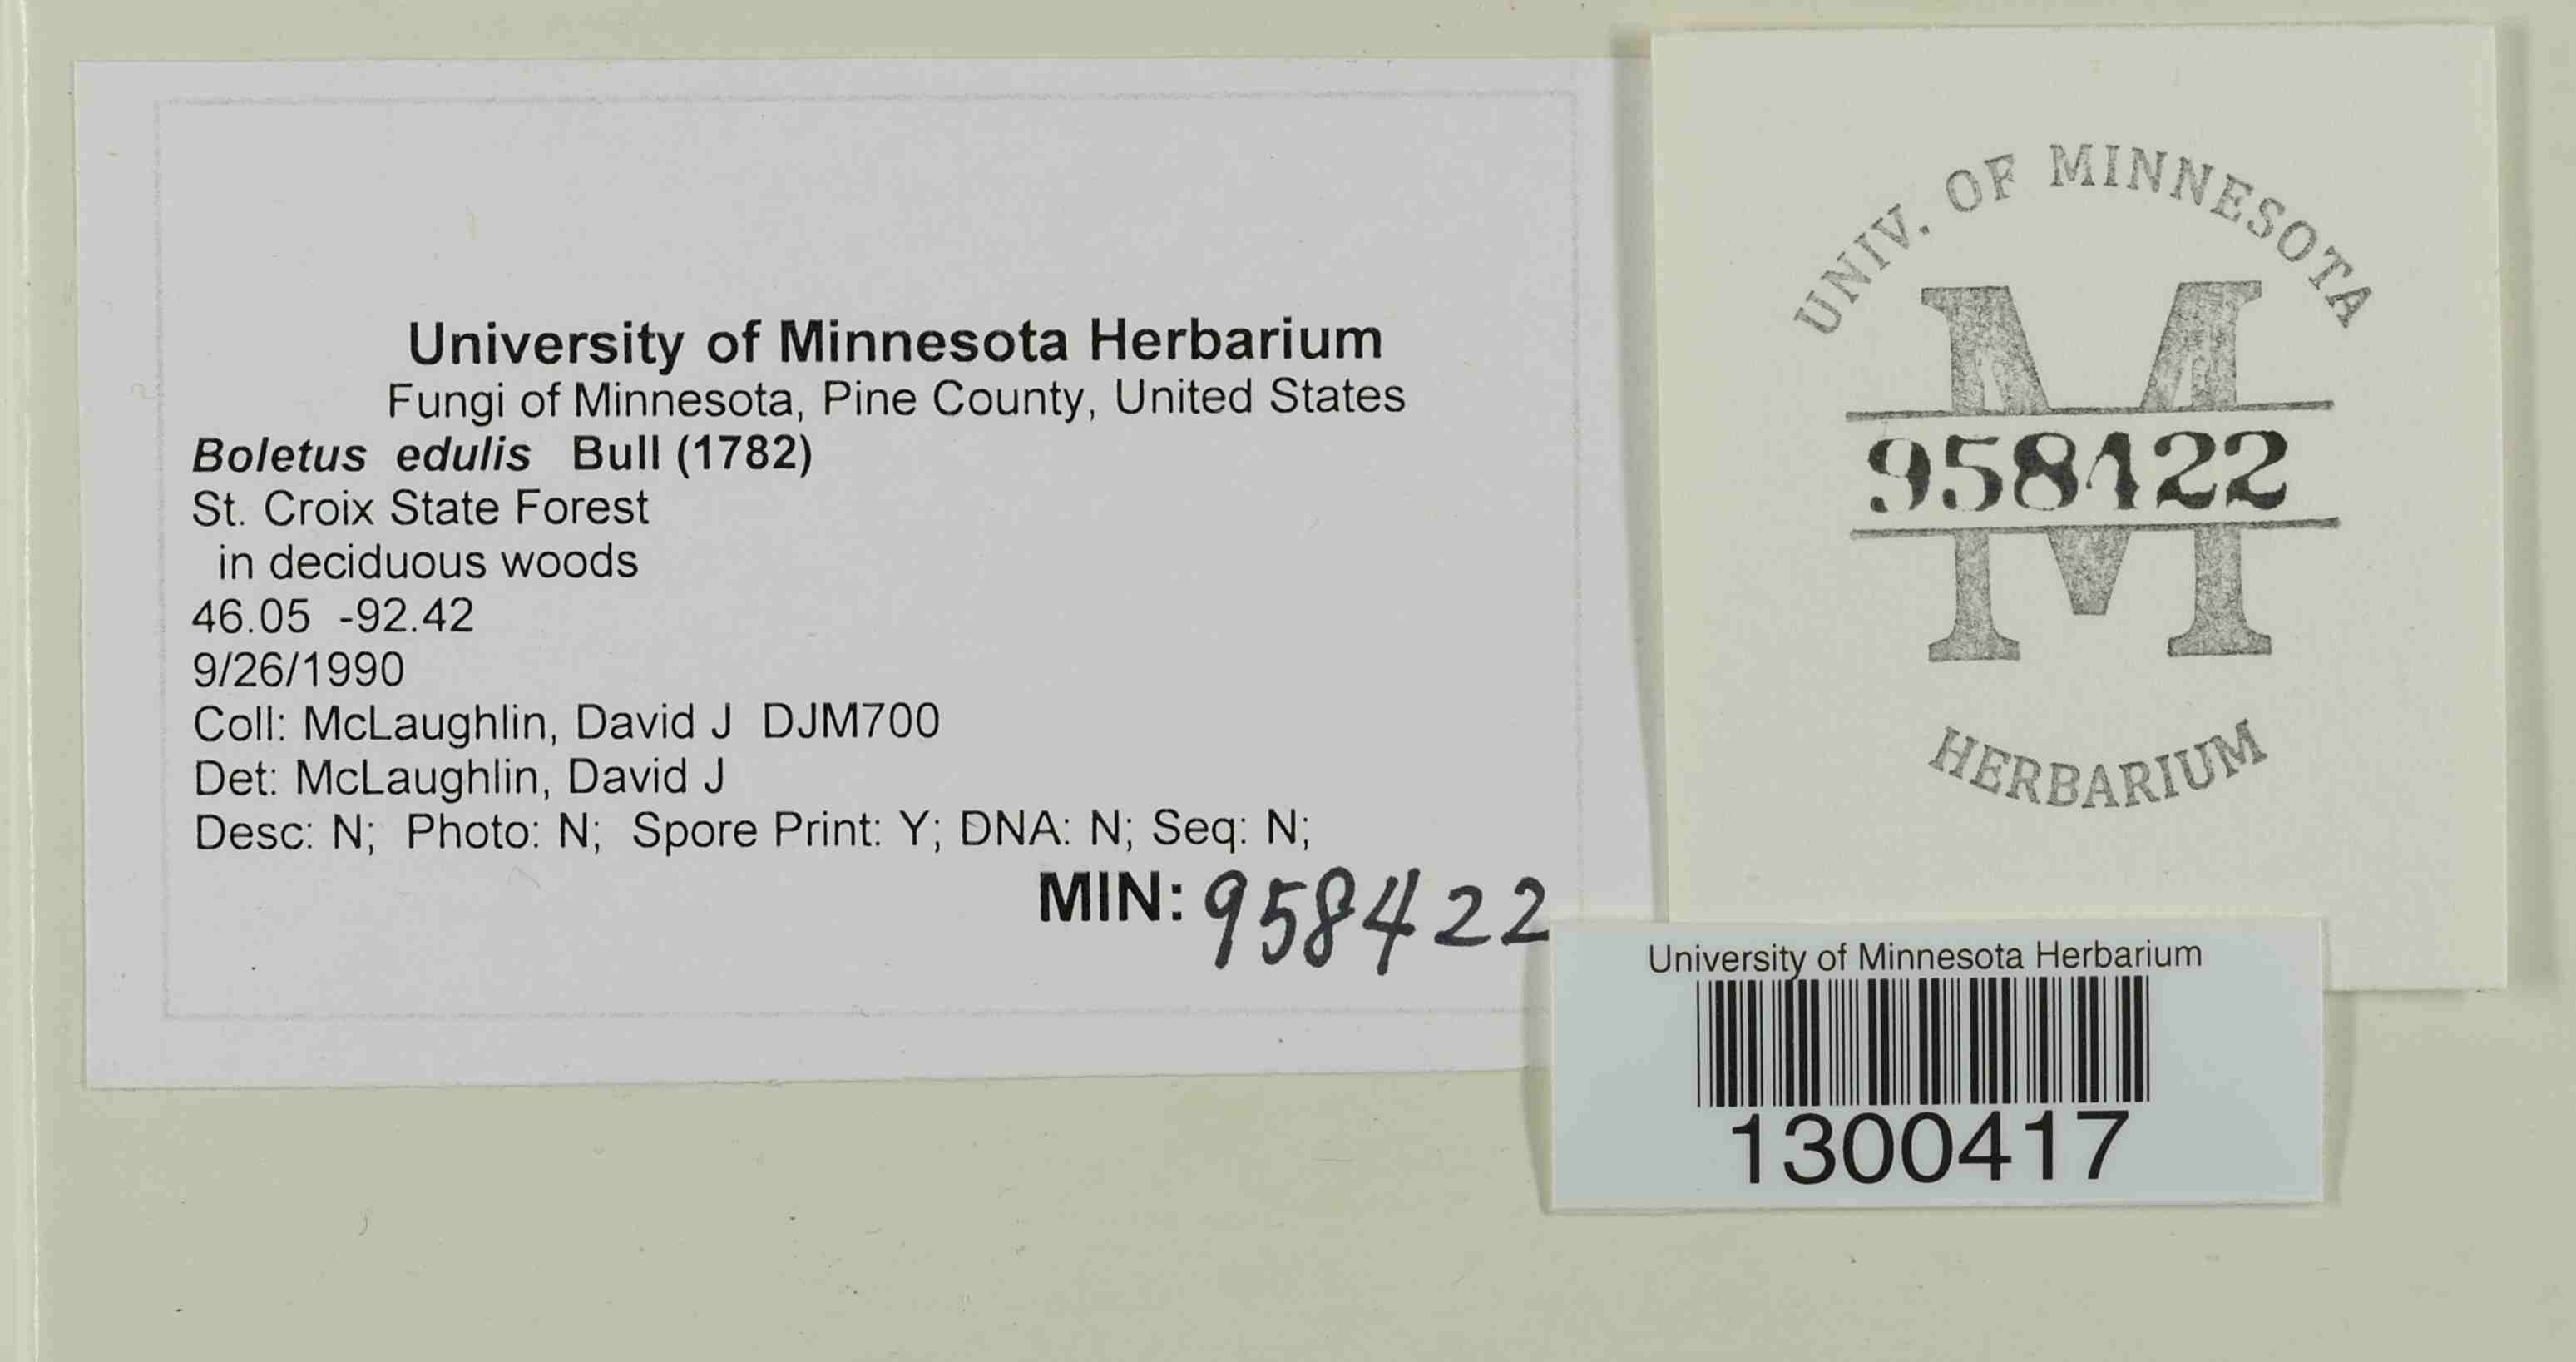 University of Minnesota Herbarium
Fungi of Minnesota, Pine County, United States
Boletus edulis Bull (1782)
St. Croix State Forest
in deciduous woods
46.05 -92.42
9/26/1990
Coll: McLaughlin, David J DJM700
Det: McLaughlin, David J
Desc: N; Photo: N; Spore Print: Y; DNA: N; Seq: N;
MIN: 958422
UNIV. OF MINNESOTA
M
958422
HERBARIUM
University of Minnesota Herbarium
1300417